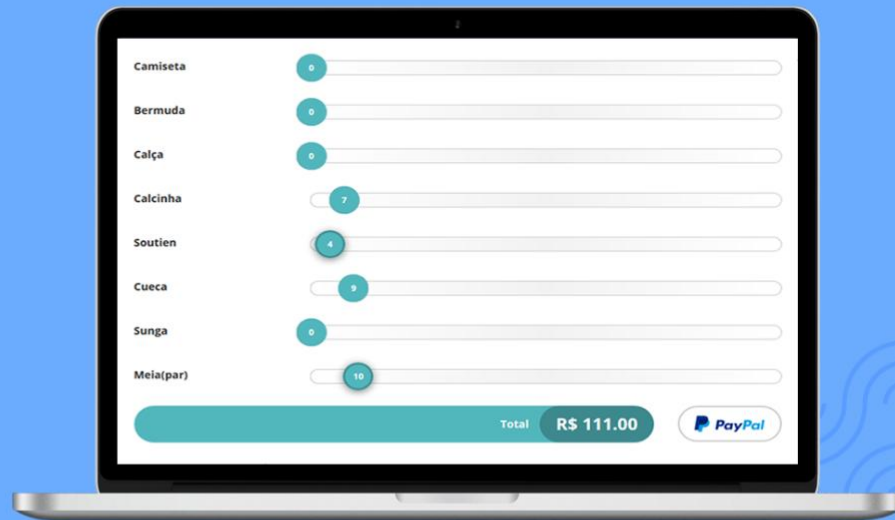 Camiseta 0
Bermuda 0
Calça 0
Calcinha 7
Soutien 4
Cueca 9
Sunga 0
Meia(par) 10
Total R$ 111.00 PayPal